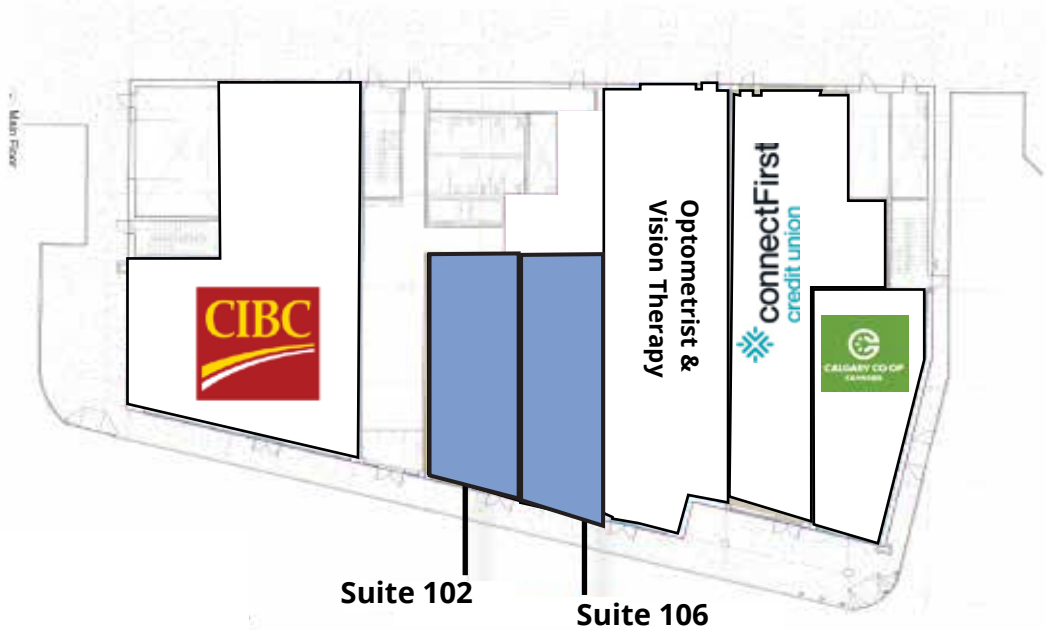 Main Floor
CIBC
Optometrist &
Vision Therapy
connectFirst
credit union
CALGARY CO-OP
CANNABIS
Suite 102
Suite 106